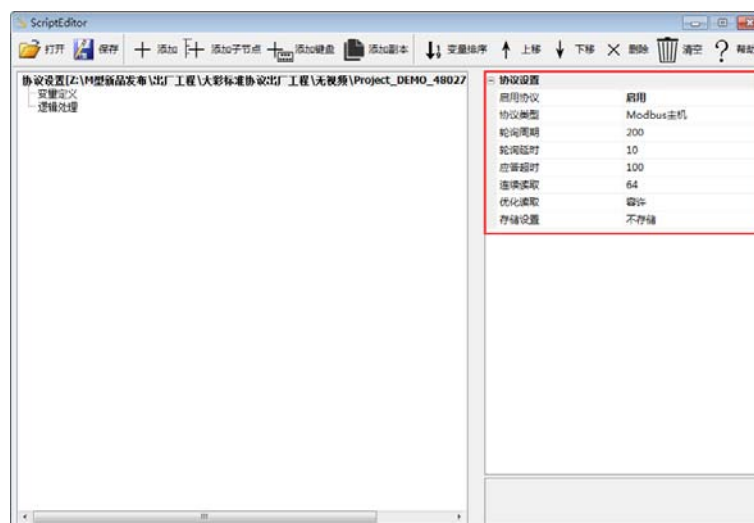 ScriptEditor
打开 保存 添加 添加子节点 添加键盘 添加副本 变量排序 上移 下移 删除 清空 帮助
协议设置[Z:\M型新品发布\出厂工程\大彩标准协议出厂工程\无视频\Project_DEMO_48027
变量定义
逻辑处理
协议设置
启用协议 启用
协议类型 Modbus主机
轮询周期 200
轮询延时 10
应答超时 100
连续读取 64
优化读取 容许
存储设置 不存储